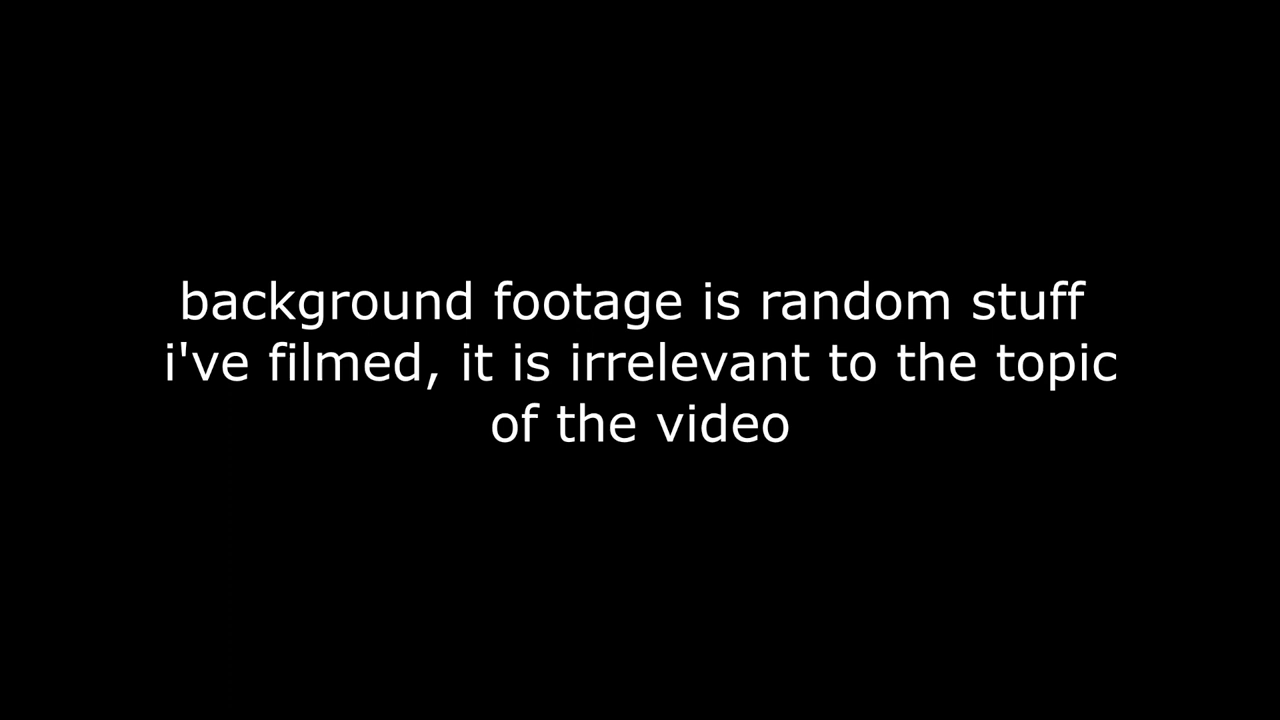 background footage is random stuff
i've filmed, it is irrelevant to the topic
of the video